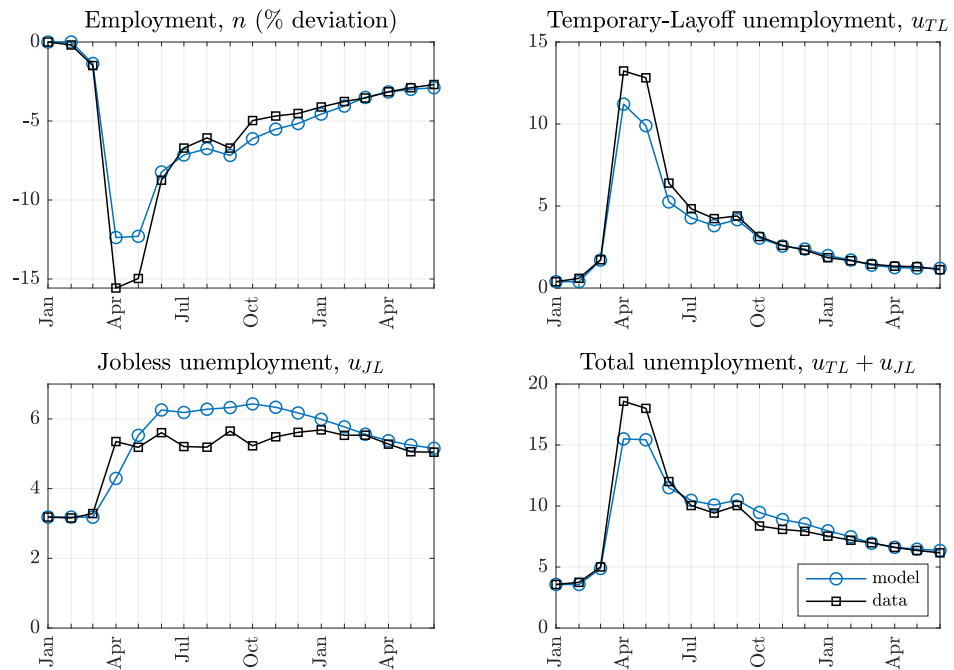 Employment, n (% deviation)
0
-5
-10
-15
Jan
Apr
Jul
Oct
Jan
Apr
Temporary-Layoff unemployment, u_TL
15
10
5
0
Jan
Apr
Jul
Oct
Jan
Apr
Jobless unemployment, u_JL
6
4
2
0
Jan
Apr
Jul
Oct
Jan
Apr
Total unemployment, u_TL + u_JL
20
15
10
5
0
Jan
Apr
Jul
Oct
Jan
Apr
model
data